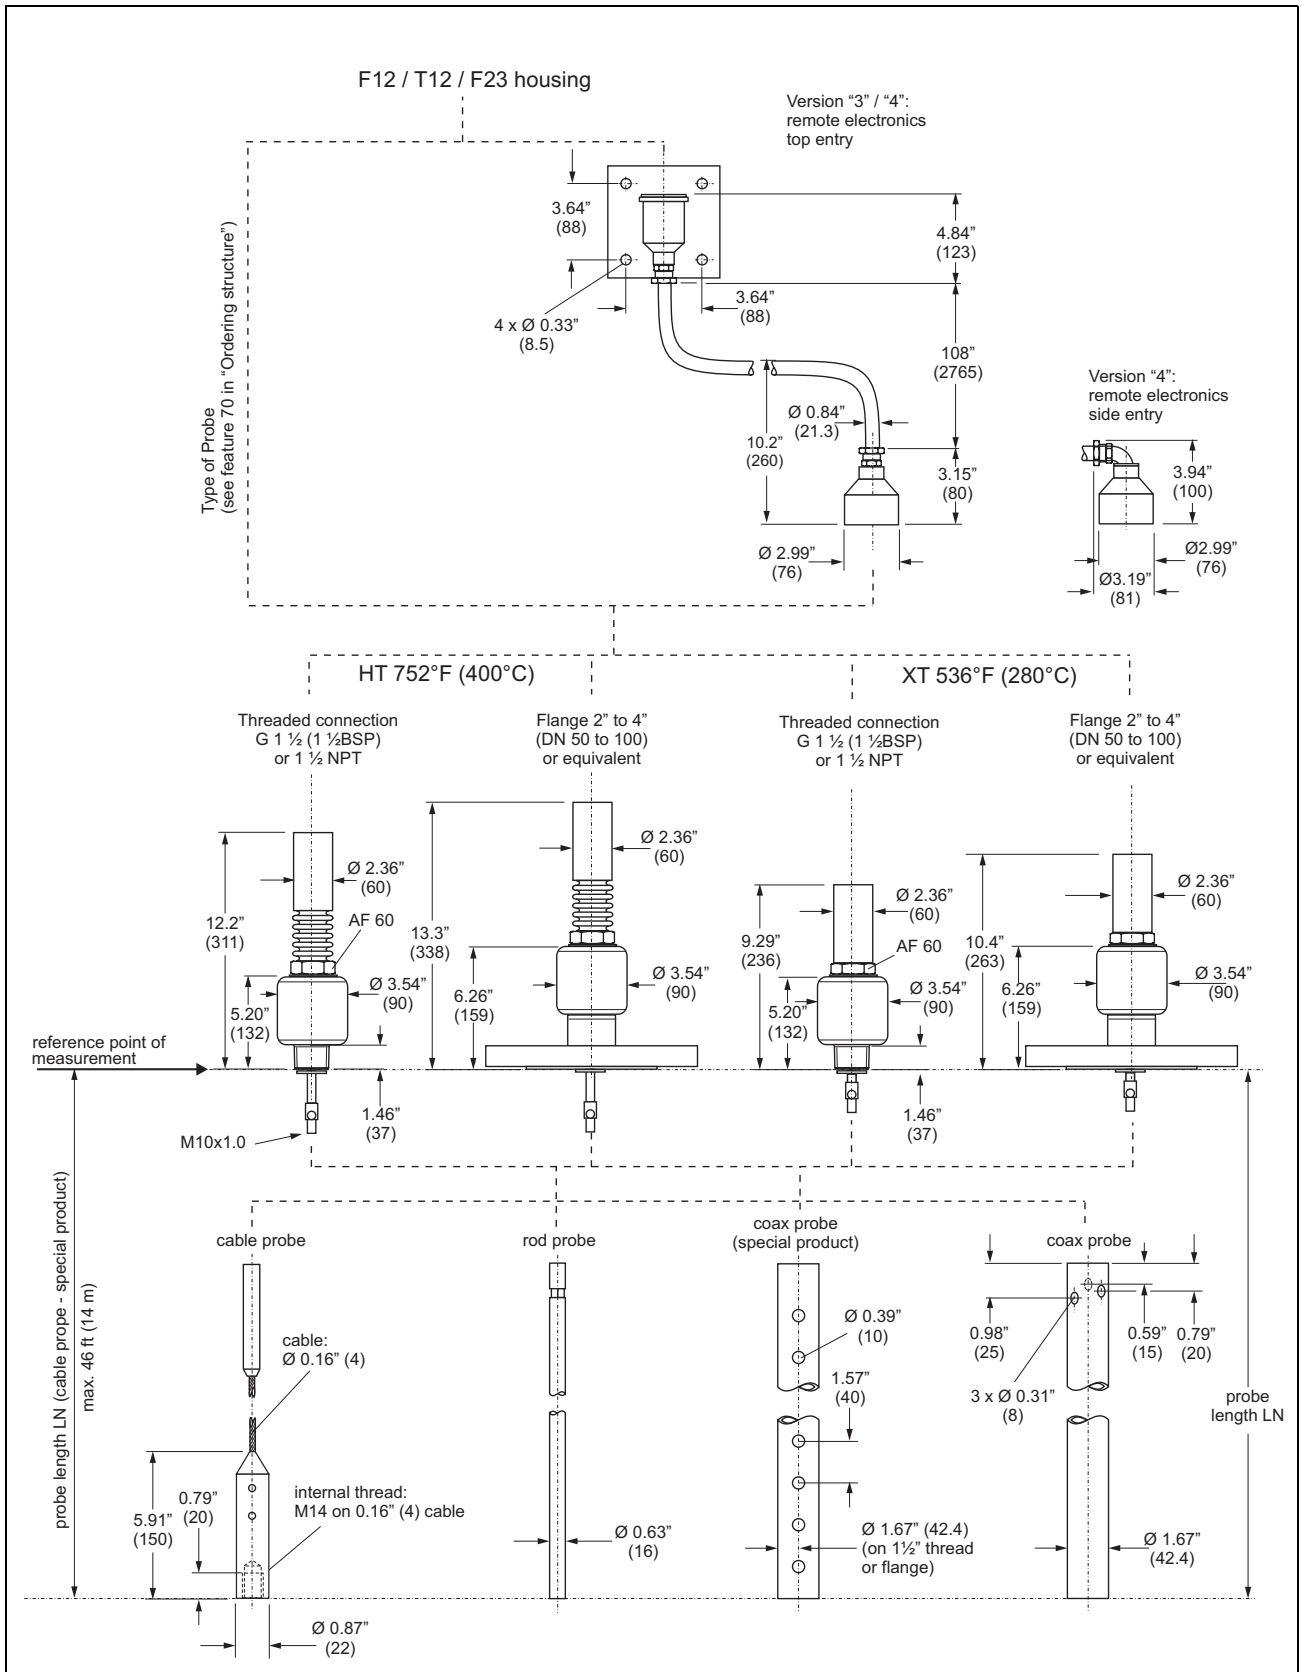 F12 / T12 / F23 housing
Version “3” / “4”:
remote electronics
top entry
3.64”
(88)
4.84”
(123)
3.64”
(88)
4 x Ø 0.33”
(8.5)
108”
(2765)
Ø 0.84”
(21.3)
10.2”
(260)
3.15”
(80)
Ø 2.99”
(76)
Version “4”:
remote electronics
side entry
3.94”
(100)
Ø2.99”
(76)
Ø3.19”
(81)
Type of Probe
(see feature 70 in “Ordering structure”)
HT 752°F (400°C)
XT 536°F (280°C)
Threaded connection
G 1 ½ (1 ½BSP)
or 1 ½ NPT
Flange 2” to 4”
(DN 50 to 100)
or equivalent
Threaded connection
G 1 ½ (1 ½BSP)
or 1 ½ NPT
Flange 2” to 4”
(DN 50 to 100)
or equivalent
Ø 2.36”
(60)
12.2”
(311)
AF 60
Ø 3.54”
(90)
5.20”
(132)
1.46”
(37)
M10x1.0
Ø 2.36”
(60)
13.3”
(338)
6.26”
(159)
Ø 3.54”
(90)
Ø 2.36”
(60)
9.29”
(236)
AF 60
Ø 3.54”
(90)
5.20”
(132)
1.46”
(37)
Ø 2.36”
(60)
10.4”
(263)
6.26”
(159)
Ø 3.54”
(90)
reference point of
measurement
probe length LN (cable prope - special product)
max. 46 ft (14 m)
cable probe
rod probe
coax probe
(special product)
coax probe
cable:
Ø 0.16” (4)
internal thread:
M14 on 0.16” (4) cable
5.91”
(150)
0.79”
(20)
Ø 0.87”
(22)
Ø 0.63”
(16)
Ø 0.39”
(10)
1.57”
(40)
Ø 1.67” (42.4)
(on 1½” thread
or flange)
0.98”
(25)
0.59”
(15)
0.79”
(20)
3 x Ø 0.31”
(8)
Ø 1.67”
(42.4)
probe
length LN